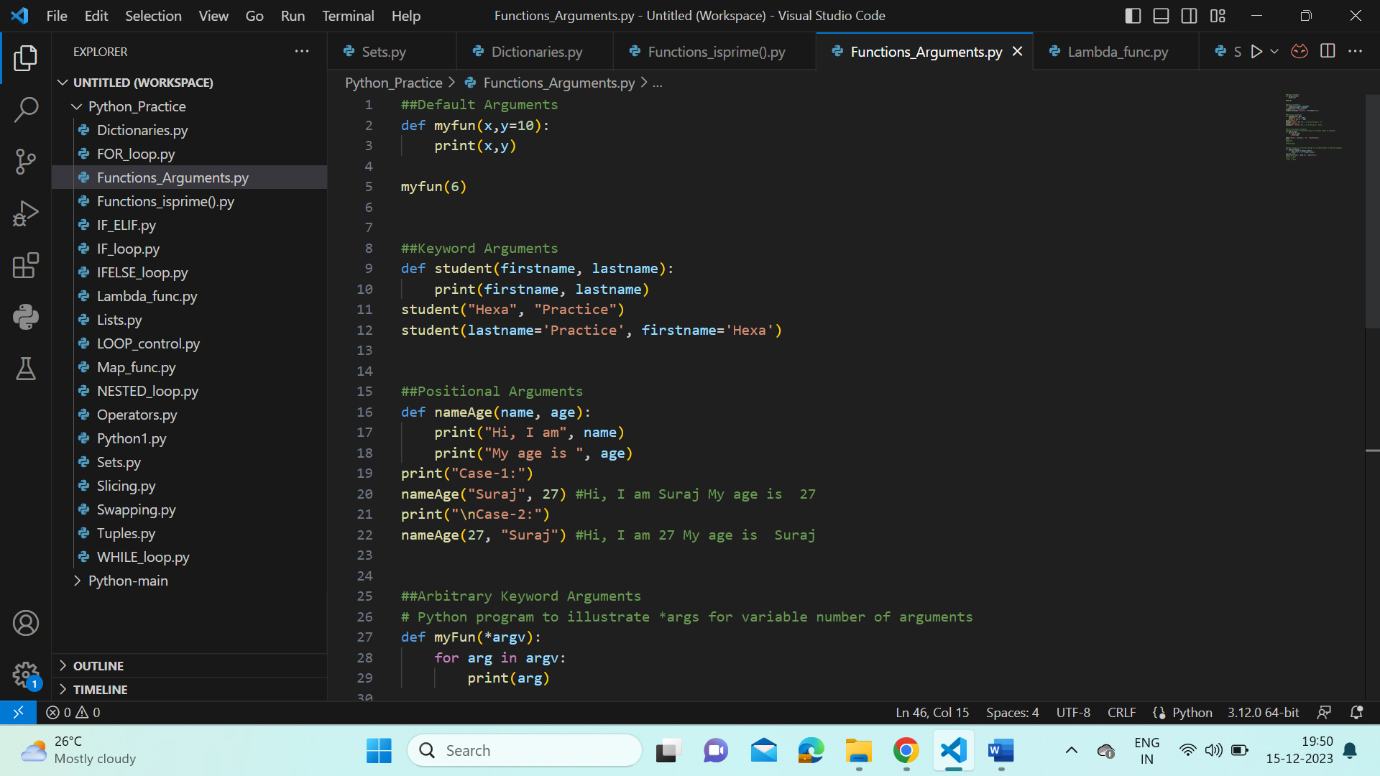 File Edit Selection View Go Run Terminal Help
Functions_Arguments.py - Untitled (Workspace) - Visual Studio Code
EXPLORER
UNTITLED (WORKSPACE)
Python_Practice
Dictionaries.py
FOR_loop.py
Functions_Arguments.py
Functions_isprime().py
IF_ELIF.py
IF_loop.py
IFELSE_loop.py
Lambda_func.py
Lists.py
LOOP_control.py
Map_func.py
NESTED_loop.py
Operators.py
Python1.py
Sets.py
Slicing.py
Swapping.py
Tuples.py
WHILE_loop.py
Python-main
OUTLINE
TIMELINE
1
Sets.py Dictionaries.py Functions_isprime().py Functions_Arguments.py Lambda_func.py S
Python_Practice > Functions_Arguments.py > ...
1 ##Default Arguments
2 def myfun(x,y=10):
3 print(x,y)
4
5 myfun(6)
6
7
8 ##Keyword Arguments
9 def student(firstname, lastname):
10 print(firstname, lastname)
11 student("Hexa", "Practice")
12 student(lastname='Practice', firstname='Hexa')
13
14
15 ##Positional Arguments
16 def nameAge(name, age):
17 print("Hi, I am", name)
18 print("My age is ", age)
19 print("Case-1:")
20 nameAge("Suraj", 27) #Hi, I am Suraj My age is  27
21 print("\nCase-2:")
22 nameAge(27, "Suraj") #Hi, I am 27 My age is  Suraj
23
24
25 ##Arbitrary Keyword Arguments
26 # Python program to illustrate *args for variable number of arguments
27 def myFun(*argv):
28 for arg in argv:
29 print(arg)
30
0 0 Ln 46, Col 15 Spaces: 4 UTF-8 CRLF Python 3.12.0 64-bit
26°C
Mostly cloudy
Search
ENG
IN
19:50
15-12-2023